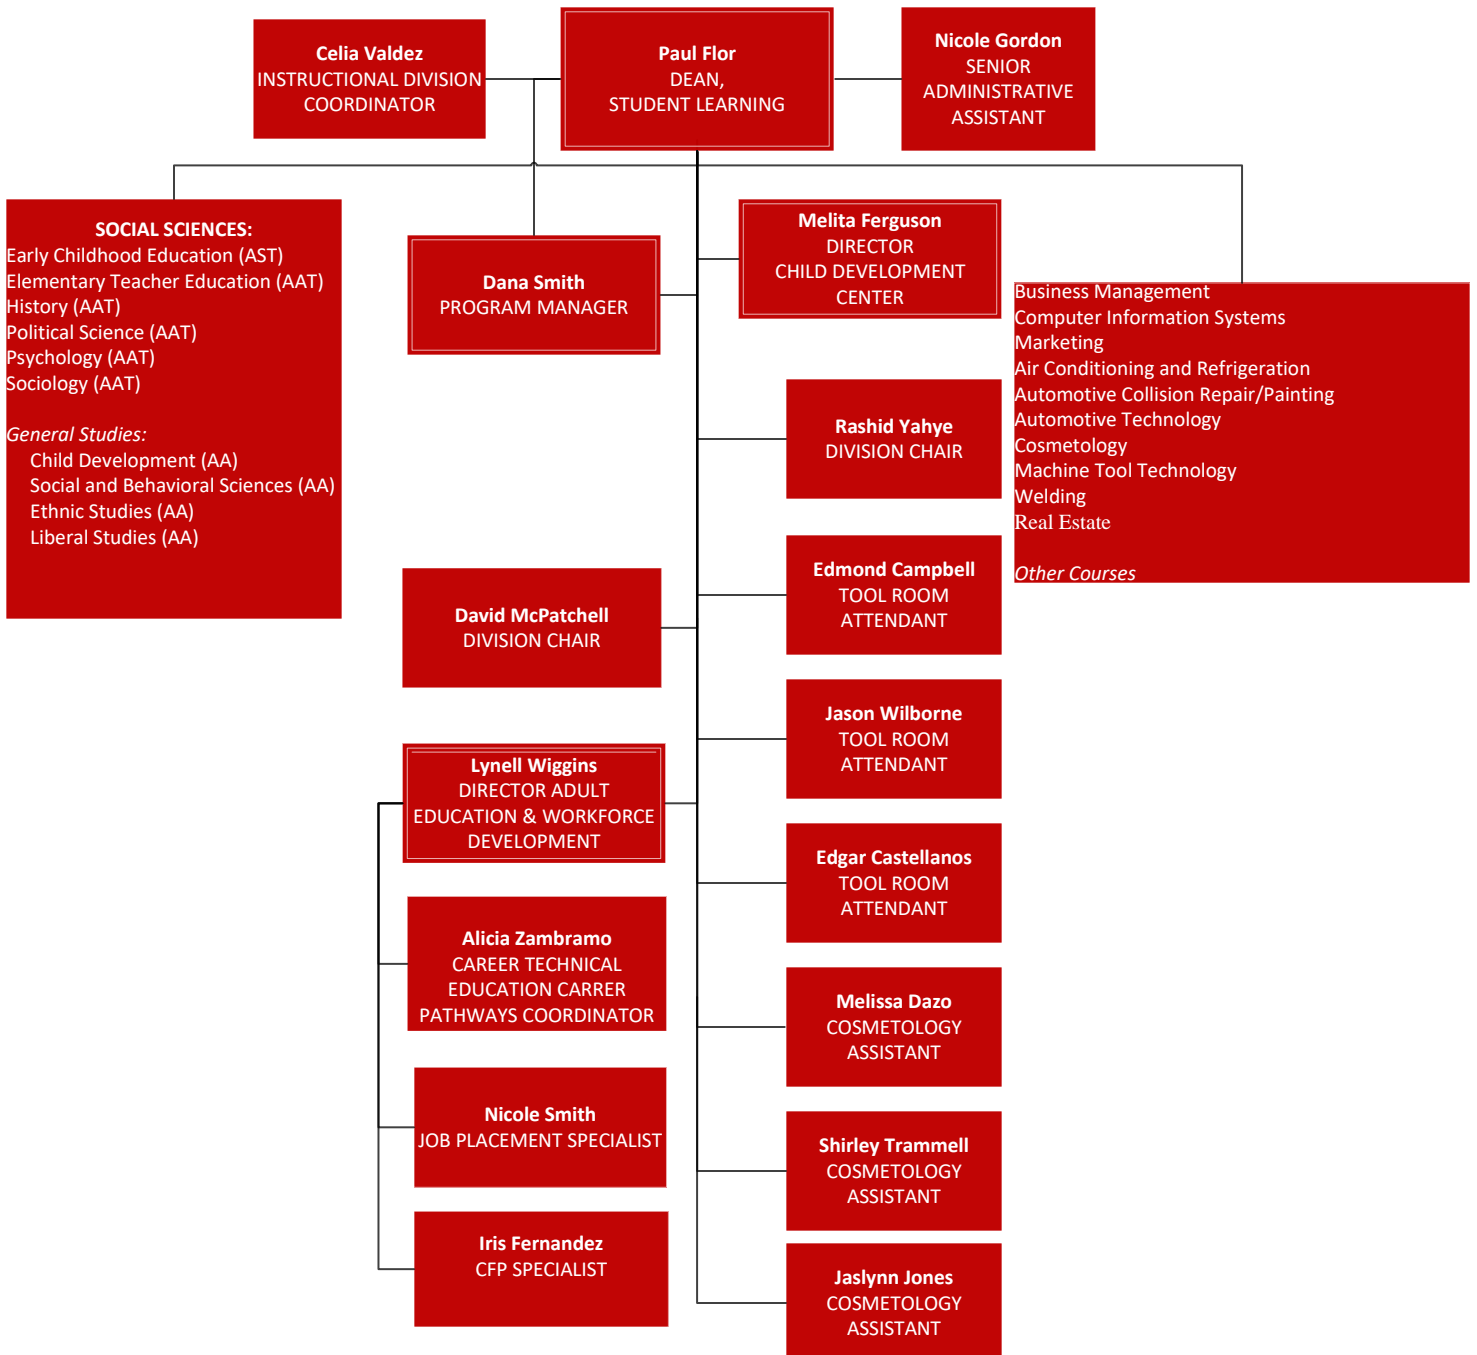 Celia Valdez
INSTRUCTIONAL DIVISION
COORDINATOR
Paul Flor
DEAN,
STUDENT LEARNING
Nicole Gordon
SENIOR
ADMINISTRATIVE
ASSISTANT
SOCIAL SCIENCES:
Early Childhood Education (AST)
Elementary Teacher Education (AAT)
History (AAT)
Political Science (AAT)
Psychology (AAT)
Sociology (AAT)
General Studies:
Child Development (AA)
Social and Behavioral Sciences (AA)
Ethnic Studies (AA)
Liberal Studies (AA)
Dana Smith
PROGRAM MANAGER
Melita Ferguson
DIRECTOR
CHILD DEVELOPMENT
CENTER
Business Management
Computer Information Systems
Marketing
Air Conditioning and Refrigeration
Automotive Collision Repair/Painting
Automotive Technology
Cosmetology
Machine Tool Technology
Welding
Real Estate
Other Courses
Rashid Yahye
DIVISION CHAIR
Edmond Campbell
TOOL ROOM
ATTENDANT
David McPatchell
DIVISION CHAIR
Jason Wilborne
TOOL ROOM
ATTENDANT
Lynell Wiggins
DIRECTOR ADULT
EDUCATION & WORKFORCE
DEVELOPMENT
Edgar Castellanos
TOOL ROOM
ATTENDANT
Alicia Zambramo
CAREER TECHNICAL
EDUCATION CARRER
PATHWAYS COORDINATOR
Melissa Dazo
COSMETOLOGY
ASSISTANT
Nicole Smith
JOB PLACEMENT SPECIALIST
Shirley Trammell
COSMETOLOGY
ASSISTANT
Iris Fernandez
CFP SPECIALIST
Jaslynn Jones
COSMETOLOGY
ASSISTANT